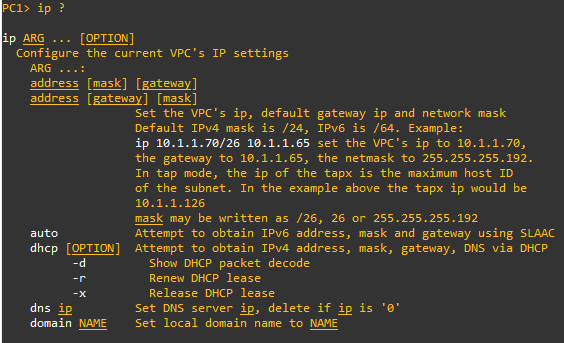 PC1> ip ?
ip ARG ... [OPTION]
Configure the current VPC's IP settings
ARG ...:
address [mask] [gateway]
address [gateway] [mask]
Set the VPC's ip, default gateway ip and network mask
Default IPv4 mask is /24, IPv6 is /64. Example:
ip 10.1.1.70/26 10.1.1.65 set the VPC's ip to 10.1.1.70,
the gateway to 10.1.1.65, the netmask to 255.255.255.192.
In tap mode, the ip of the tapx is the maximum host ID
of the subnet. In the example above the tapx ip would be
10.1.1.126
mask may be written as /26, 26 or 255.255.255.192
auto Attempt to obtain IPv6 address, mask and gateway using SLAAC
dhcp [OPTION] Attempt to obtain IPv4 address, mask, gateway, DNS via DHCP
-d Show DHCP packet decode
-r Renew DHCP lease
-x Release DHCP lease
dns ip Set DNS server ip, delete if ip is '0'
domain NAME Set local domain name to NAME